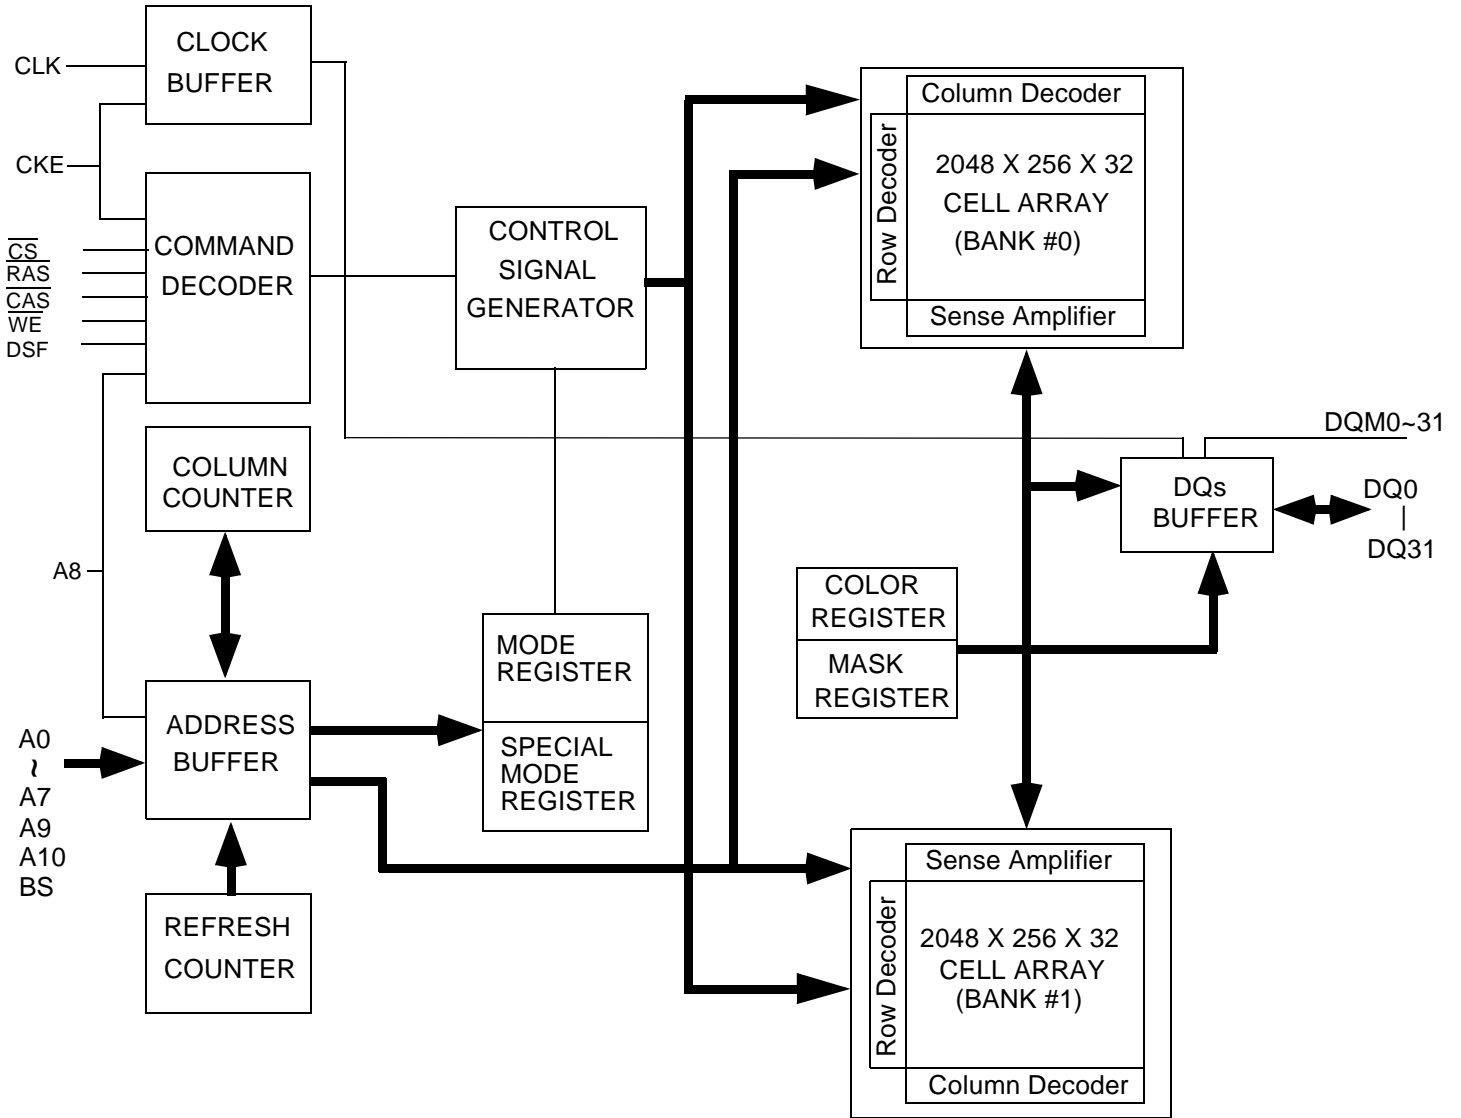 CLK
CLOCK
BUFFER
CKE
CS
RAS
CAS
WE
DSF
COMMAND
DECODER
CONTROL
SIGNAL
GENERATOR
Column Decoder
Row Decoder
2048 X 256 X 32
CELL ARRAY
(BANK #0)
Sense Amplifier
COLUMN
COUNTER
A8
DQM0~31
DQs
BUFFER
DQ0
|
DQ31
COLOR
REGISTER
MASK
REGISTER
MODE
REGISTER
SPECIAL
MODE
REGISTER
ADDRESS
BUFFER
A0
~
A7
A9
A10
BS
REFRESH
COUNTER
Sense Amplifier
Row Decoder
2048 X 256 X 32
CELL ARRAY
(BANK #1)
Column Decoder